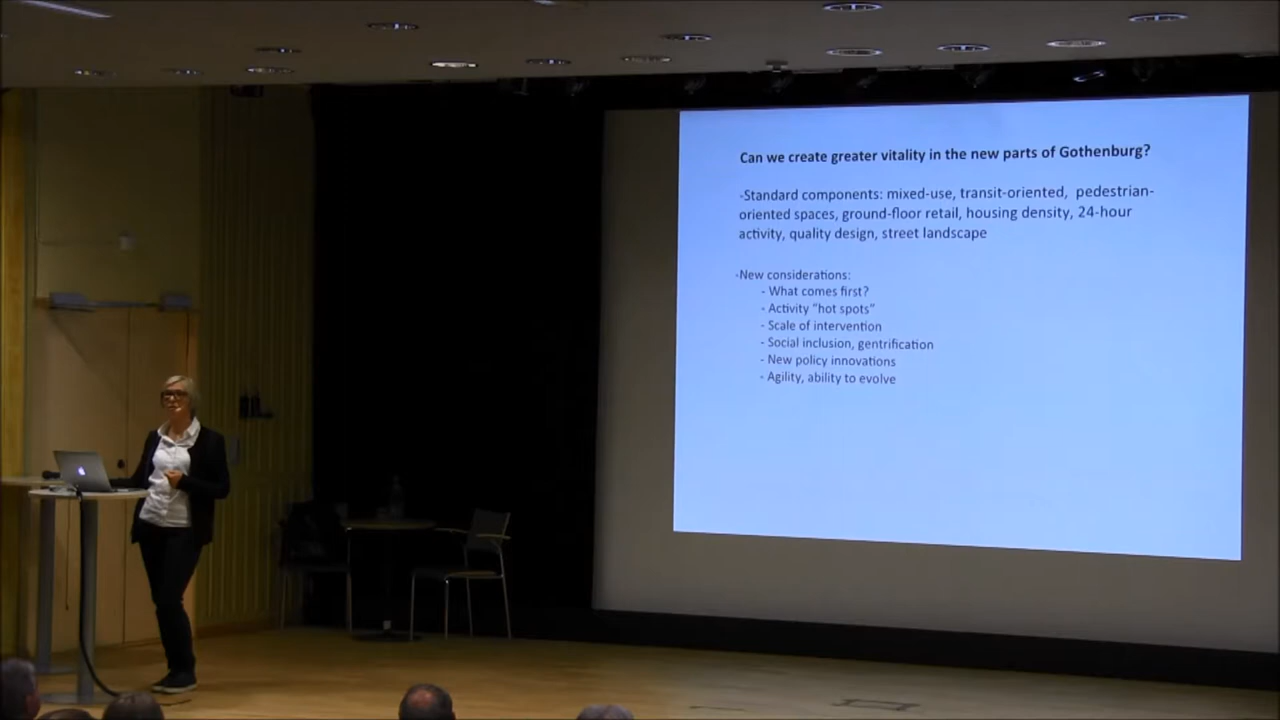 Can we create greater vitality in the new parts of Gothenburg?
-Standard components: mixed-use, transit-oriented, pedestrian-
oriented spaces, ground-floor retail, housing density, 24-hour
activity, quality design, street landscape
-New considerations:
- What comes first?
- Activity “hot spots”
- Scale of intervention
- Social inclusion, gentrification
- New policy innovations
- Agility, ability to evolve